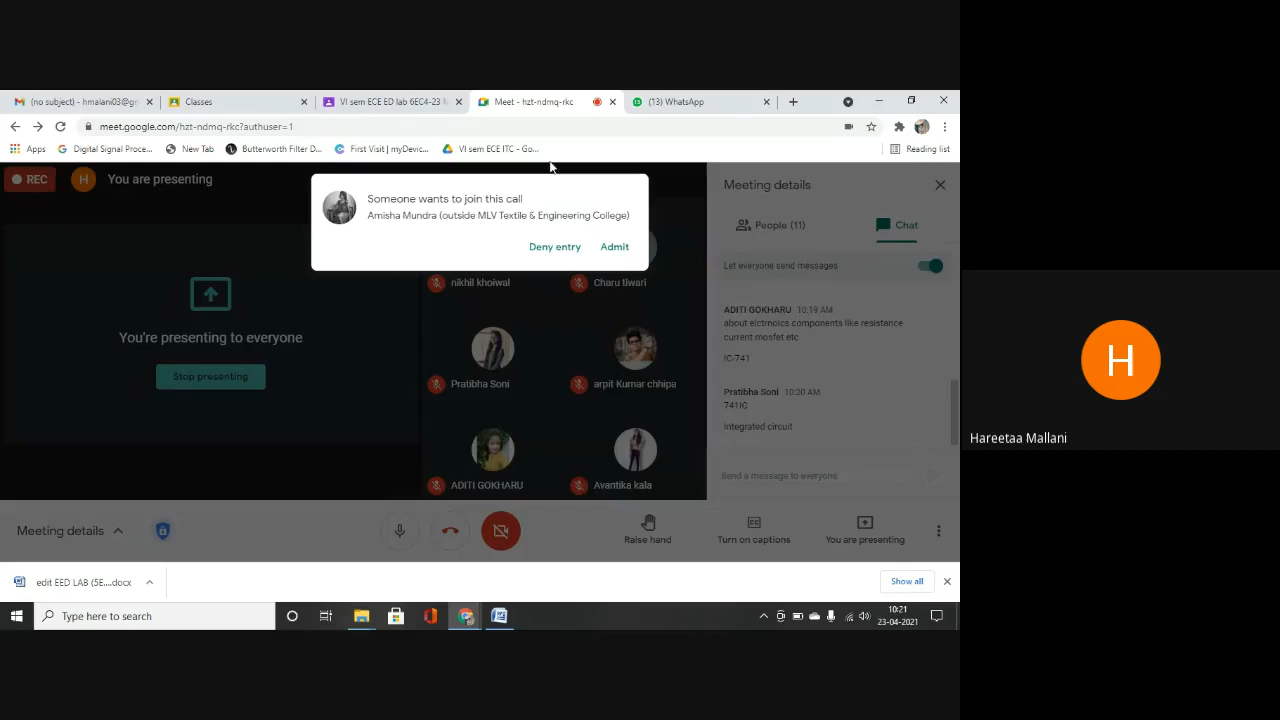 (no subject) - hmalani03@gm
Classes
VI sem ECE ED lab 6EC4-23 M
Meet - hzt-ndmq-rkc
(13) WhatsApp
meet.google.com/hzt-ndmq-rkc?authuser=1
Apps
Digital Signal Proce...
New Tab
Butterworth Filter D...
First Visit | myDevic...
VI sem ECE ITC - Go...
Reading list
REC
H
You are presenting
Someone wants to join this call
Amisha Mundra (outside MLV Textile & Engineering College)
Deny entry
Admit
Meeting details
People (11)
Chat
Let everyone send messages
nikhil khoiwal
Charu tiwari
You're presenting to everyone
Stop presenting
Pratibha Soni
arpit Kumar chhipa
ADITI GOKHARU
Avantika kala
ADITI GOKHARU 10:19 AM
about elctrnoics components like resistance
current mosfet etc
IC-741
Pratibha Soni 10:20 AM
741IC
Integrated circuit
Send a message to everyone
Meeting details
Raise hand
Turn on captions
You are presenting
edit EED LAB (5E....docx
Show all
Type here to search
10:21
23-04-2021
H
Hareetaa Mallani